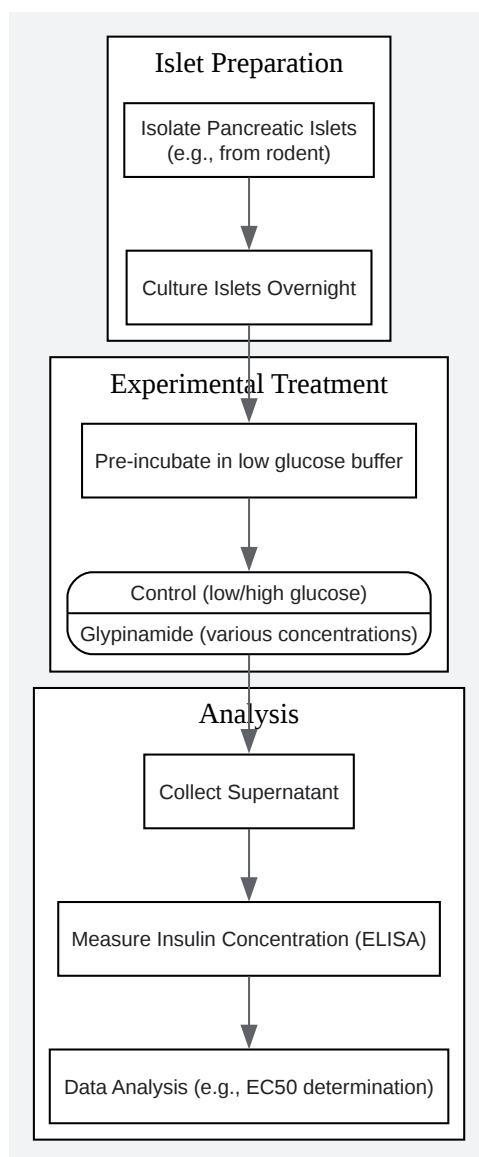 Islet Preparation
Isolate Pancreatic Islets
(e.g., from rodent)
Culture Islets Overnight
Experimental Treatment
Pre-incubate in low glucose buffer
Control (low/high glucose)
Glypinamide (various concentrations)
Analysis
Collect Supernatant
Measure Insulin Concentration (ELISA)
Data Analysis (e.g., EC50 determination)